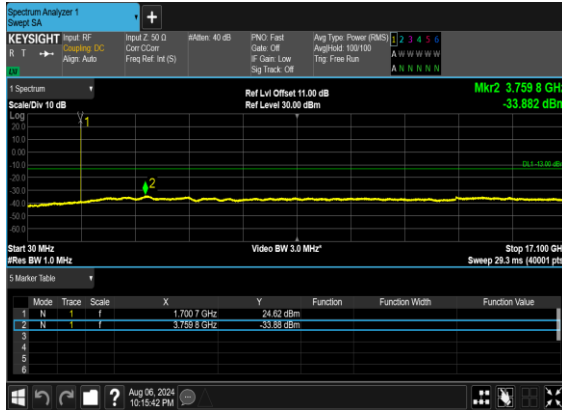 Spectrum Analyzer 1
Swept SA
+
KEYSIGHT Input: RF Input Z: 50 Ω #Atten: 40 dB PNO: Fast Avg Type: Power (RMS) 1 2 3 4 5 6
R T Coupling: DC Corr CCorr Gate: Off Avg|Hold: 100/100 A W W W W W
Align: Auto Freq Ref: Int (S) IF Gain: Low Trig: Free Run
Sig Track: Off A N N N N N
1 Spectrum
Scale/Div 10 dB
Ref Lvl Offset 11.00 dB
Ref Level 30.00 dBm
Mkr2 3.759 8 GHz
-33.882 dBm
Log
20.0
10.0
0.00
-10.0
-20.0
-30.0
-40.0
-50.0
-60.0
1
2
DL1 -13.00 dBm
Start 30 MHz Video BW 3.0 MHz* Stop 17.100 GHz
#Res BW 1.0 MHz Sweep 29.3 ms (40001 pts)
5 Marker Table
Mode Trace Scale X Y Function Function Width Function Value
1 N 1 f 1.700 7 GHz 24.62 dBm
2 N 1 f 3.759 8 GHz -33.88 dBm
3
4
5
6
? Aug 06, 2024
10:15:42 PM